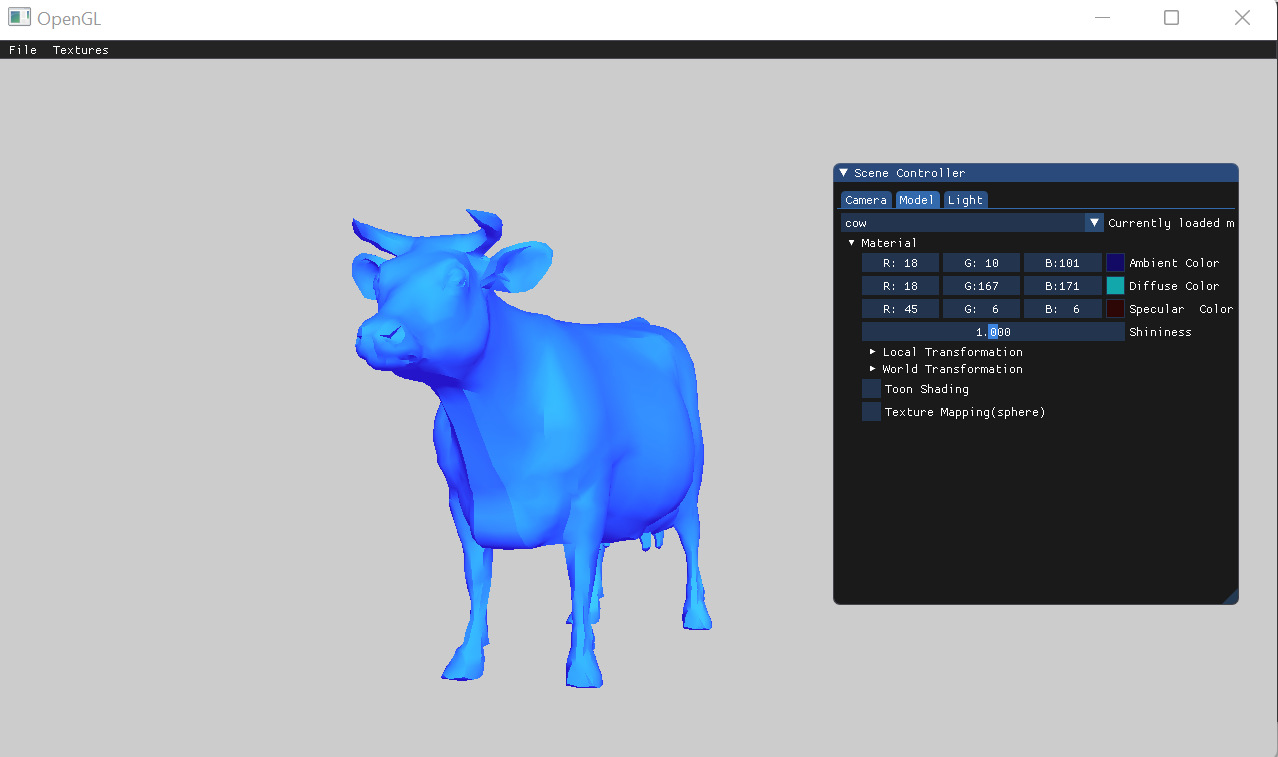 OpenGL
File Textures
Scene Controller
Camera Model Light
cow Currently loaded m
Material
R: 18 G: 10 B:101 Ambient Color
R: 18 G:167 B:171 Diffuse Color
R: 45 G: 6 B: 6 Specular Color
1.000 Shininess
Local Transformation
World Transformation
Toon Shading
Texture Mapping(sphere)